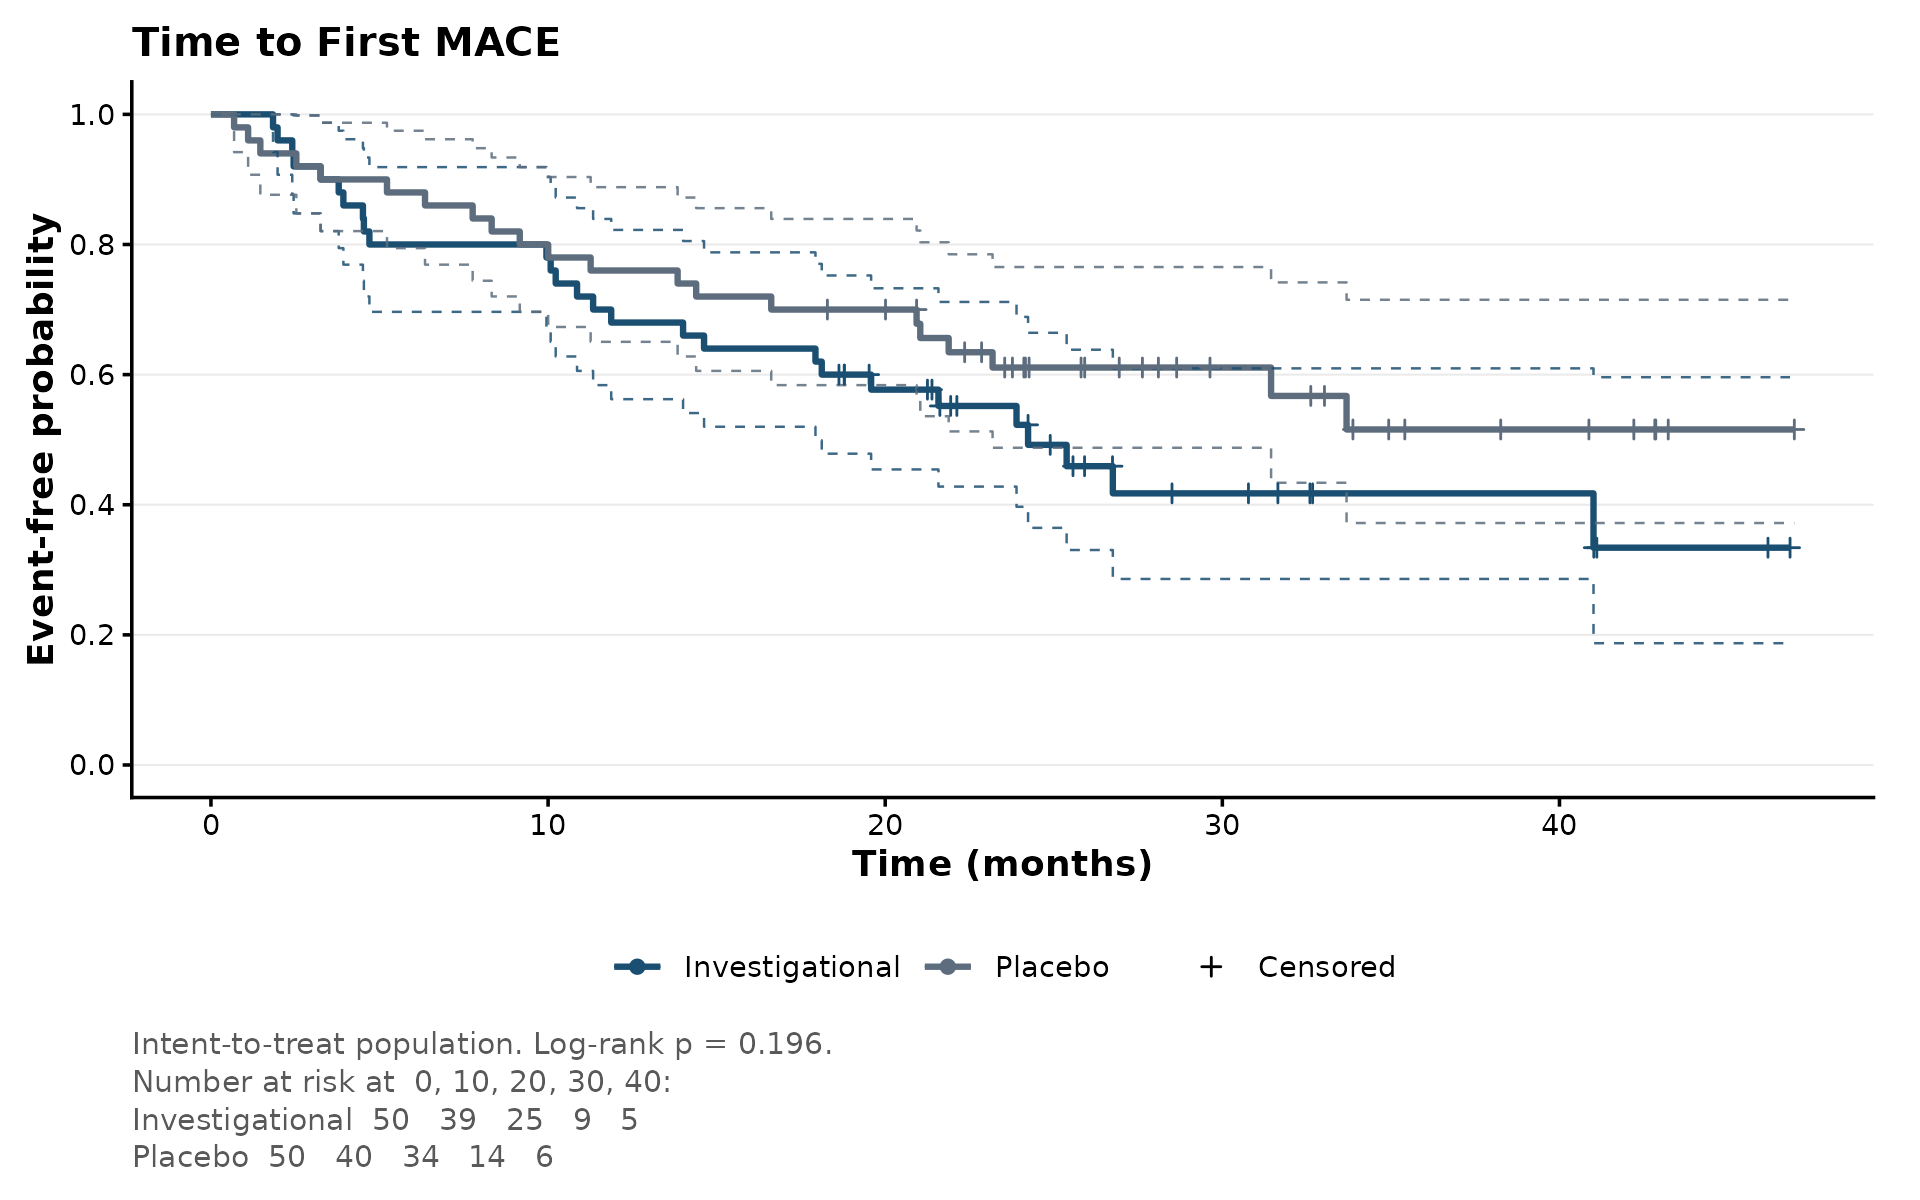 Time to First MACE
Event-free probability
1.0
0.8
0.6
0.4
0.2
0.0
0 10 20 30 40
Time (months)
Investigational Placebo Censored
Intent-to-treat population. Log-rank p = 0.196.
Number at risk at 0, 10, 20, 30, 40:
Investigational 50 39 25 9 5
Placebo 50 40 34 14 6